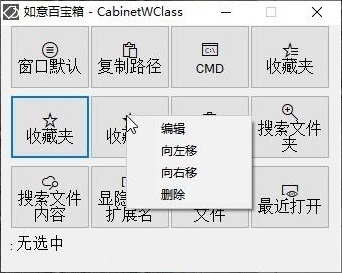 如意百宝箱 - CabinetWClass
窗口默认
复制路径
CMD
收藏夹
收藏夹
收
编辑
向左移
向右移
删除
搜索文件
夹
搜索文件
内容
显隐
扩展名
文件
最近打开
: 无选中